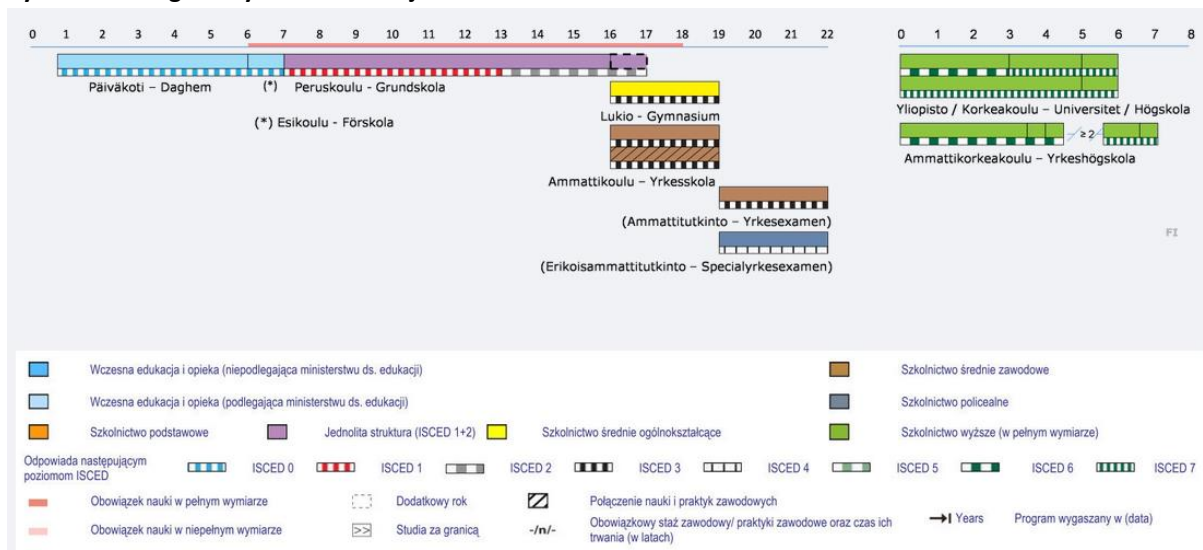 0 1 2 3 4 5 6 7 8 9 10 11 12 13 14 15 16 17 18 19 20 21 22 0 1 2 3 4 5 6 7 8
Päiväkoti – Daghem (*) Peruskoulu - Grundskola
(*) Esikoulu - Förskola
Lukio - Gymnasium
Ammattikoulu – Yrkesskola
(Ammattitutkinto – Yrkesexamen)
(Erikoisammattitutkinto – Specialyrkesexamen)
Yliopisto / Korkeakoulu – Universitet / Högskola
≥ 2
Ammattikorkeakoulu – Yrkeshögskola
FI
Wczesna edukacja i opieka (niepodlegająca ministerstwu ds. edukacji) Szkolnictwo średnie zawodowe
Wczesna edukacja i opieka (podlegająca ministerstwu ds. edukacji) Szkolnictwo policealne
Szkolnictwo podstawowe Jednolita struktura (ISCED 1+2) Szkolnictwo średnie ogólnokształcące Szkolnictwo wyższe (w pełnym wymiarze)
Odpowiada następującym
poziomom ISCED ISCED 0 ISCED 1 ISCED 2 ISCED 3 ISCED 4 ISCED 5 ISCED 6 ISCED 7
Obowiązek nauki w pełnym wymiarze Dodatkowy rok Połączenie nauki i praktyk zawodowych
Obowiązek nauki w niepełnym wymiarze >> Studia za granicą -/n/- Obowiązkowy staż zawodowy/ praktyki zawodowe oraz czas ich
trwania (w latach)
Years Program wygaszany w (data)